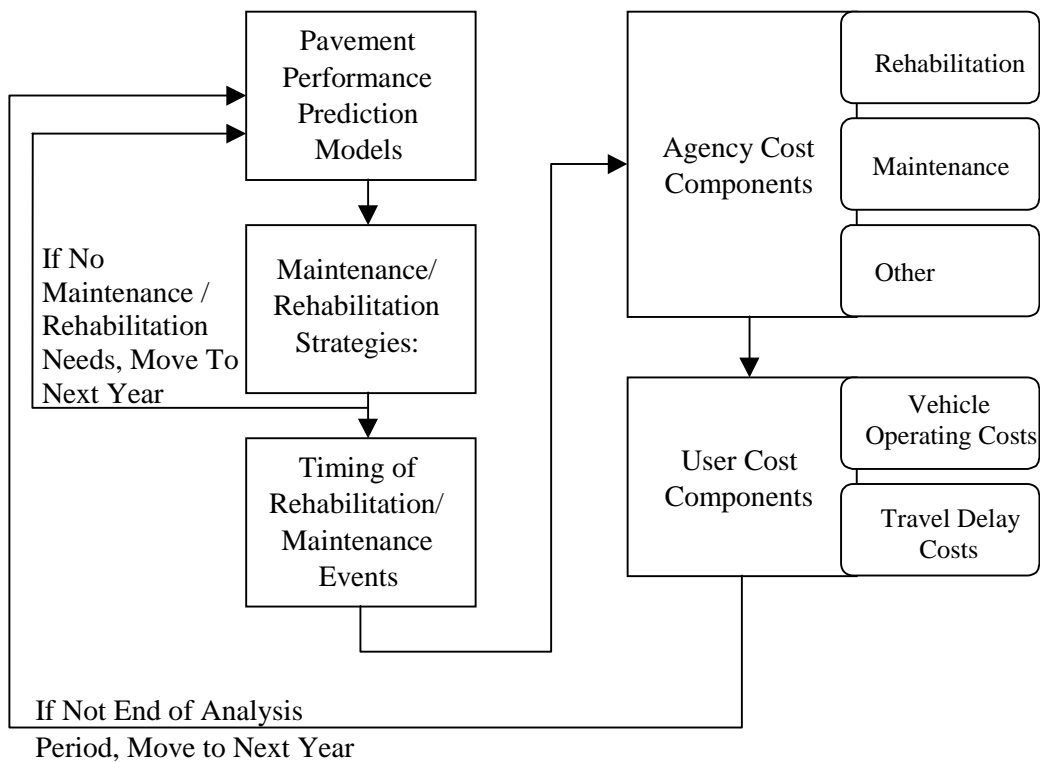 Pavement
Performance
Prediction
Models
If No
Maintenance /
Rehabilitation
Needs, Move To
Next Year
Maintenance/
Rehabilitation
Strategies:
Timing of
Rehabilitation/
Maintenance
Events
Agency Cost
Components
Rehabilitation
Maintenance
Other
User Cost
Components
Vehicle
Operating Costs
Travel Delay
Costs
If Not End of Analysis
Period, Move to Next Year